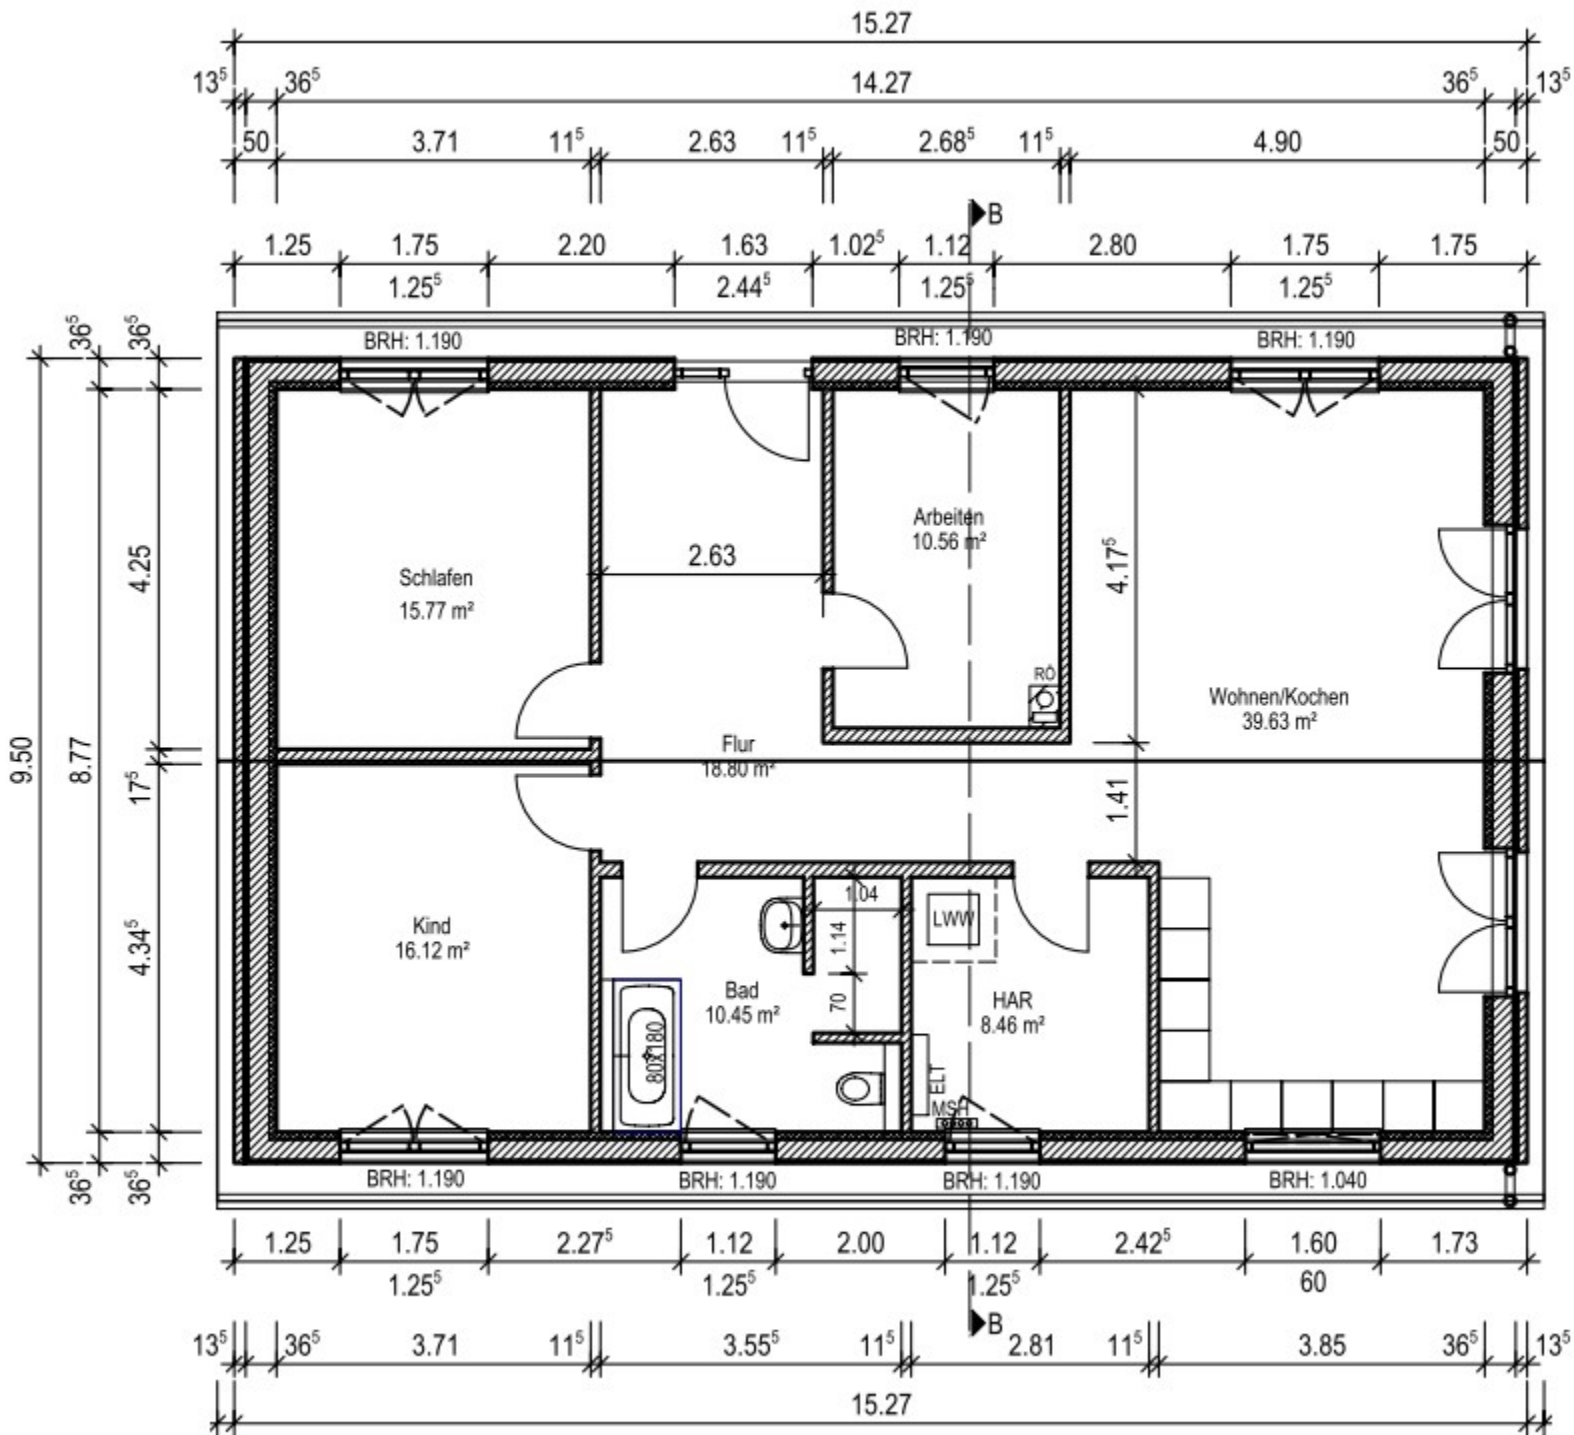 15.27
13⁵ 36⁵ 14.27 36⁵ 13⁵
50 3.71 11⁵ 2.63 11⁵ 2.68⁵ 11⁵ 4.90 50
B
1.25 1.75 2.20 1.63 1.02⁵ 1.12 2.80 1.75 1.75
1.25⁵ 2.44⁵ 1.25⁵ 1.25⁵
36⁵ 36⁵
BRH: 1.190 BRH: 1.190 BRH: 1.190
Arbeiten
10.56 m²
2.63
4.17⁵
4.25
Schlafen
15.77 m²
RÖ
Wohnen/Kochen
39.63 m²
9.50
8.77
Flur
18.80 m²
17⁵
1.41
1.04
LWW
Kind
16.12 m²
4.34⁵
1.14
Bad
10.45 m²
70
HAR
8.46 m²
80X180
ELT
MSH
36⁵ 36⁵
BRH: 1.190 BRH: 1.190 BRH: 1.190 BRH: 1.040
1.25 1.75 2.27⁵ 1.12 2.00 1.12 2.42⁵ 1.60 1.73
1.25⁵ 1.25⁵ 1.25⁵ 60
B
13⁵ 36⁵ 3.71 11⁵ 3.55⁵ 11⁵ 2.81 11⁵ 3.85 36⁵ 13⁵
15.27